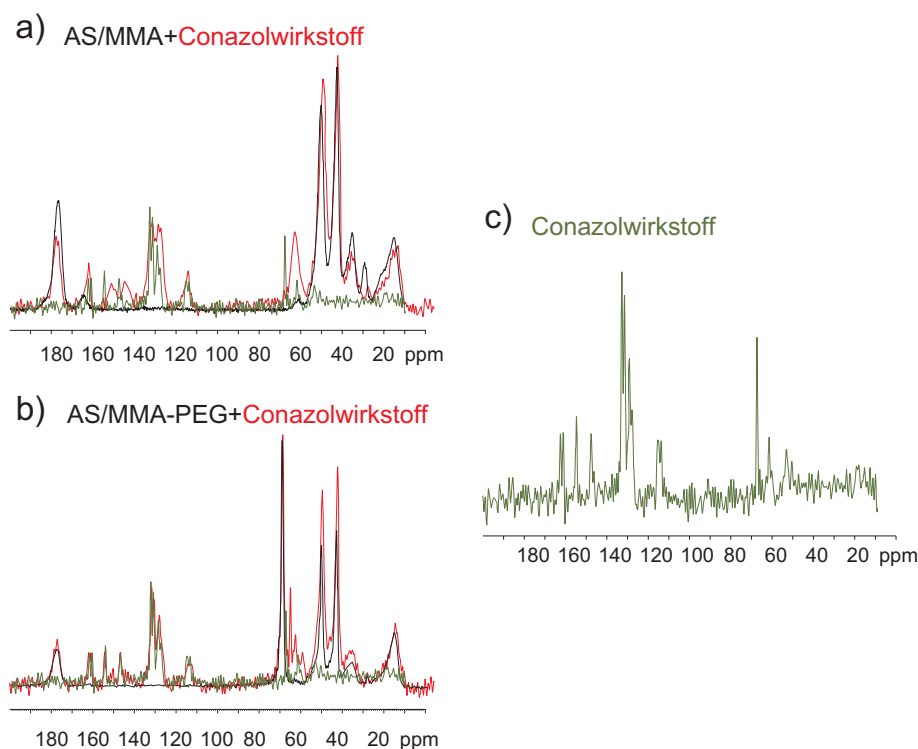 a) AS/MMA+Conazolwirkstoff
180 160 140 120 100 80 60 40 20 ppm
b) AS/MMA-PEG+Conazolwirkstoff
180 160 140 120 100 80 60 40 20 ppm
c) Conazolwirkstoff
180 160 140 120 100 80 60 40 20 ppm